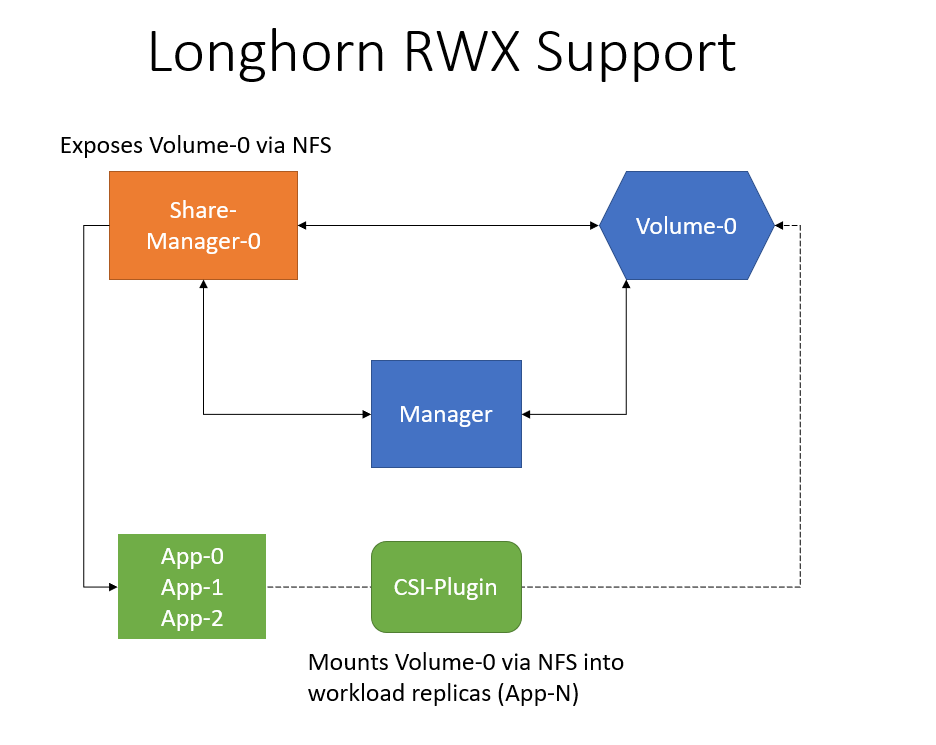 Longhorn RWX Support
Exposes Volume-0 via NFS
Share-
Manager-0
Volume-0
Manager
App-0
App-1
App-2
CSI-Plugin
Mounts Volume-0 via NFS into
workload replicas (App-N)